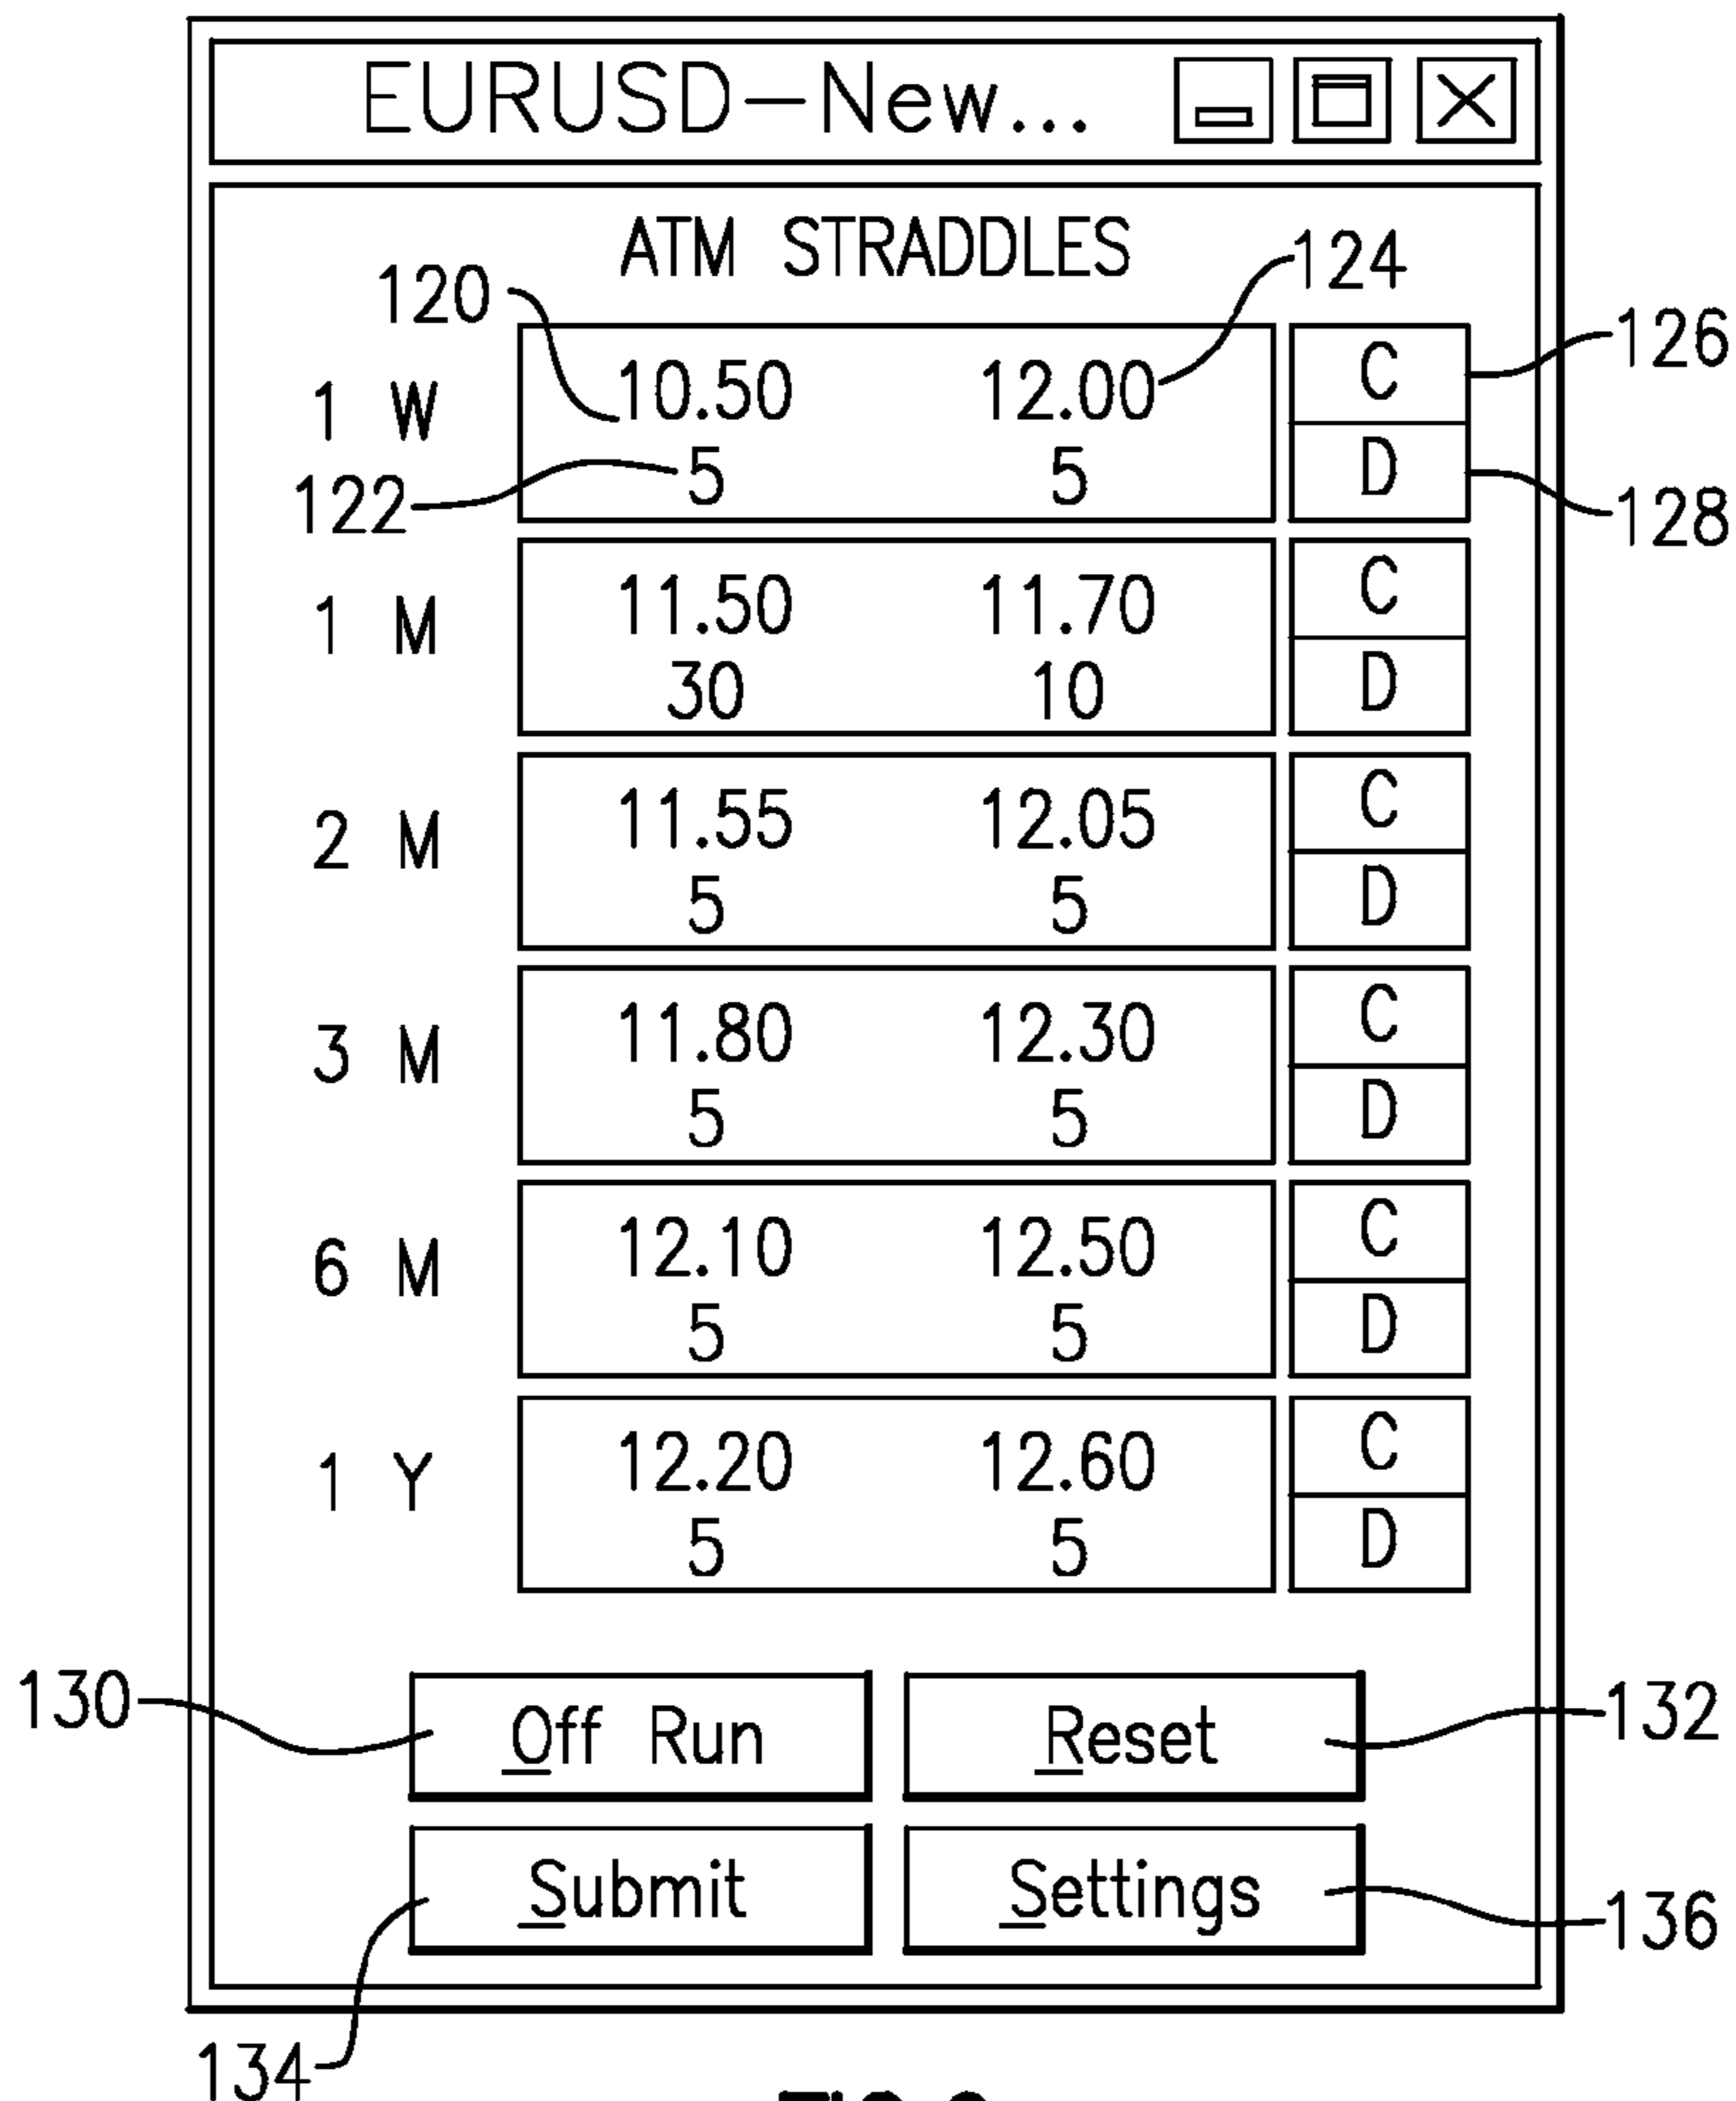 EURUSD-New...
ATM STRADDLES
120
124
126
1 W
10.50 12.00
C
122
5 5
D
128
1 M
11.50 11.70
C
30 10
D
2 M
11.55 12.05
C
5 5
D
3 M
11.80 12.30
C
5 5
D
6 M
12.10 12.50
C
5 5
D
1 Y
12.20 12.60
C
5 5
D
130
Off Run
Reset
132
Submit
Settings
136
134